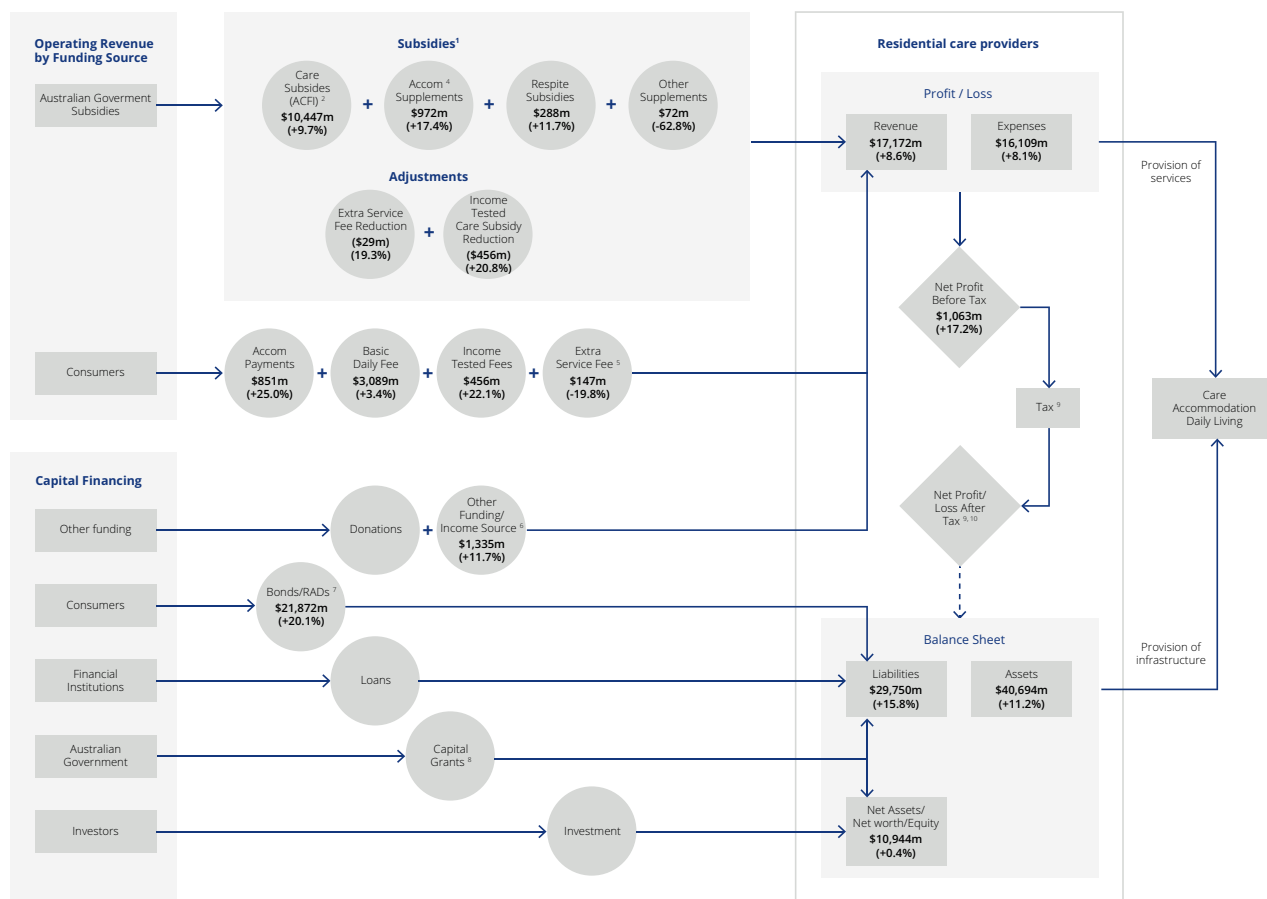 Operating Revenue
by Funding Source
Australian Goverment
Subsidies
Subsidies¹
Care
Subsides
(ACFI) ²
$10,447m
(+9.7%)
+
Accom ⁴
Supplements
$972m
(+17.4%)
+
Respite
Subsidies
$288m
(+11.7%)
+
Other
Supplements
$72m
(-62.8%)
Adjustments
Extra Service
Fee Reduction
($29m)
(19.3%)
+
Income
Tested
Care Subsidy
Reduction
($456m)
(+20.8%)
Consumers
Accom
Payments
$851m
(+25.0%)
+
Basic
Daily Fee
$3,089m
(+3.4%)
+
Income
Tested Fees
$456m
(+22.1%)
+
Extra
Service Fee ⁵
$147m
(-19.8%)
Capital Financing
Other funding
Donations
+
Other
Funding/
Income Source ⁶
$1,335m
(+11.7%)
Consumers
Bonds/RADs ⁷
$21,872m
(+20.1%)
Financial
Institutions
Loans
Australian
Government
Capital
Grants ⁸
Investors
Investment
Residential care providers
Profit / Loss
Revenue
$17,172m
(+8.6%)
Expenses
$16,109m
(+8.1%)
Net Profit
Before Tax
$1,063m
(+17.2%)
Tax ⁹
Net Profit/
Loss After
Tax ⁹, ¹⁰
Balance Sheet
Liabilities
$29,750m
(+15.8%)
Assets
$40,694m
(+11.2%)
Net Assets/
Net worth/Equity
$10,944m
(+0.4%)
Provision of
services
Care
Accommodation
Daily Living
Provision of
infrastructure